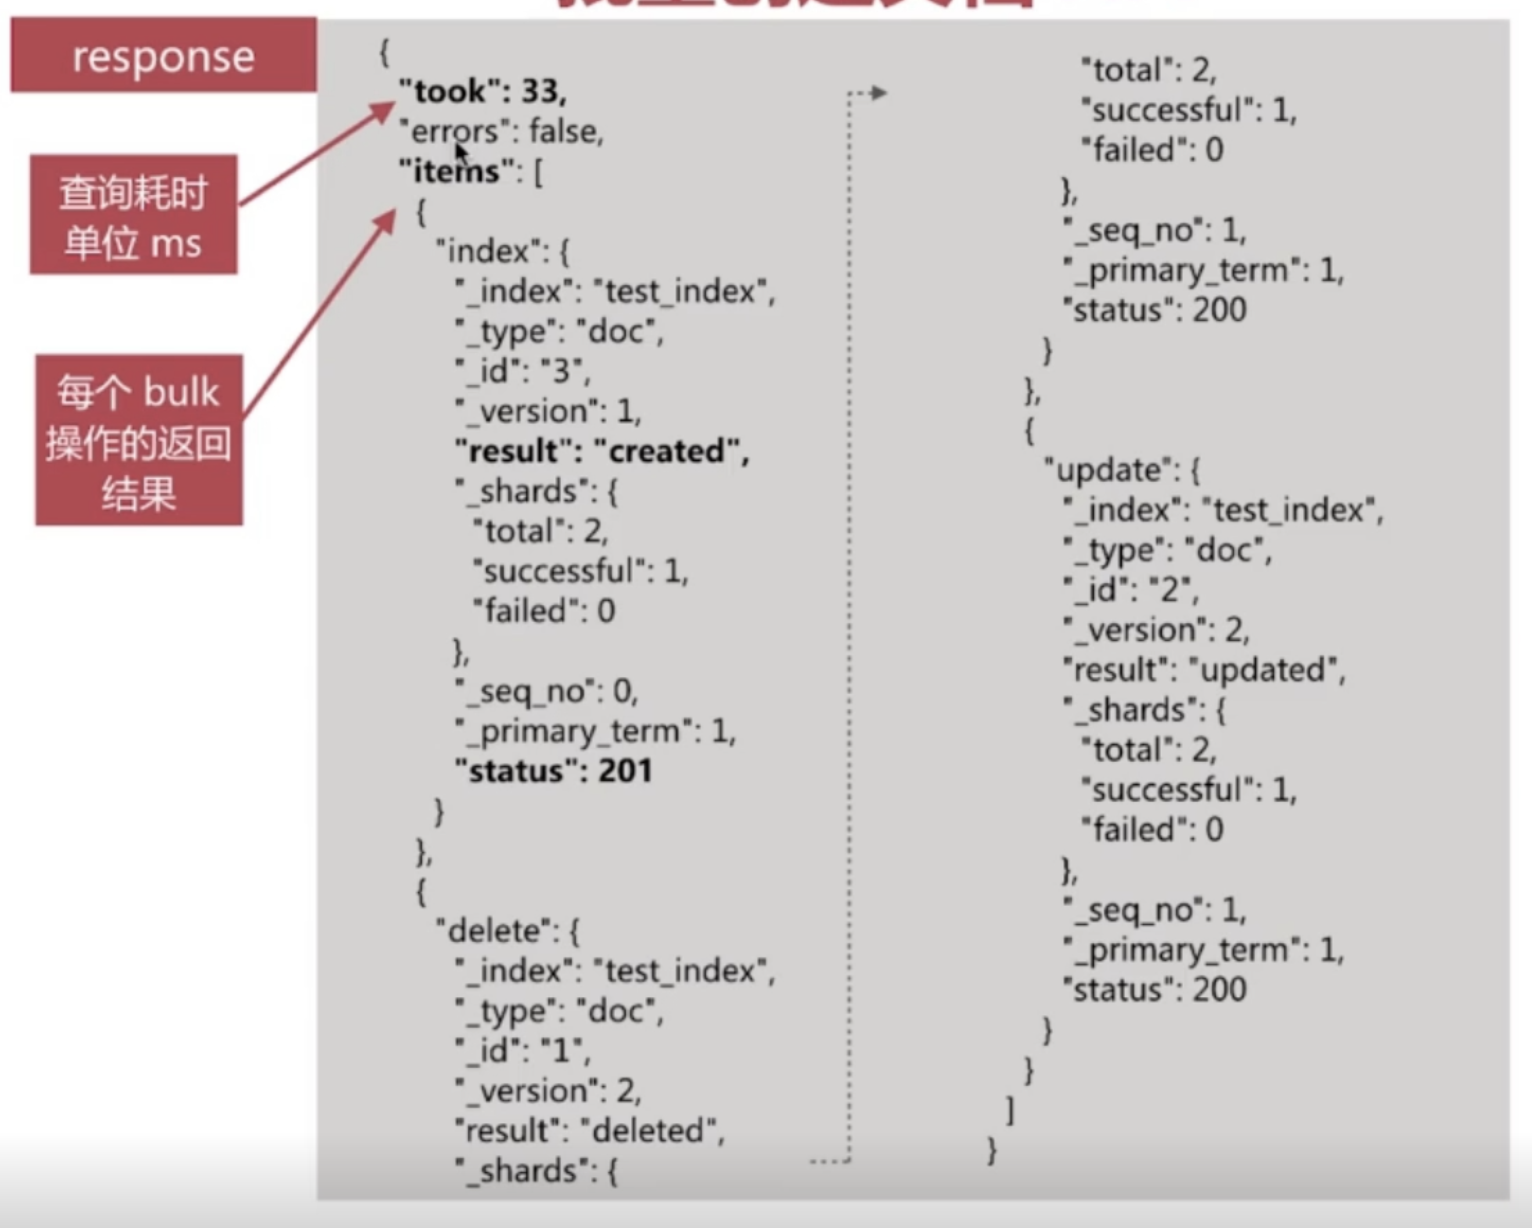 response
查询耗时
单位 ms
每个 bulk
操作的返回
结果
{
"took": 33,
"errors": false,
"items": [
{
"index": {
"_index": "test_index",
"_type": "doc",
"_id": "3",
"_version": 1,
"result": "created",
"_shards": {
"total": 2,
"successful": 1,
"failed": 0
},
"_seq_no": 0,
"_primary_term": 1,
"status": 201
}
},
{
"delete": {
"_index": "test_index",
"_type": "doc",
"_id": "1",
"_version": 2,
"result": "deleted",
"_shards": {
"total": 2,
"successful": 1,
"failed": 0
},
"_seq_no": 1,
"_primary_term": 1,
"status": 200
}
},
{
"update": {
"_index": "test_index",
"_type": "doc",
"_id": "2",
"_version": 2,
"result": "updated",
"_shards": {
"total": 2,
"successful": 1,
"failed": 0
},
"_seq_no": 1,
"_primary_term": 1,
"status": 200
}
}
]
}